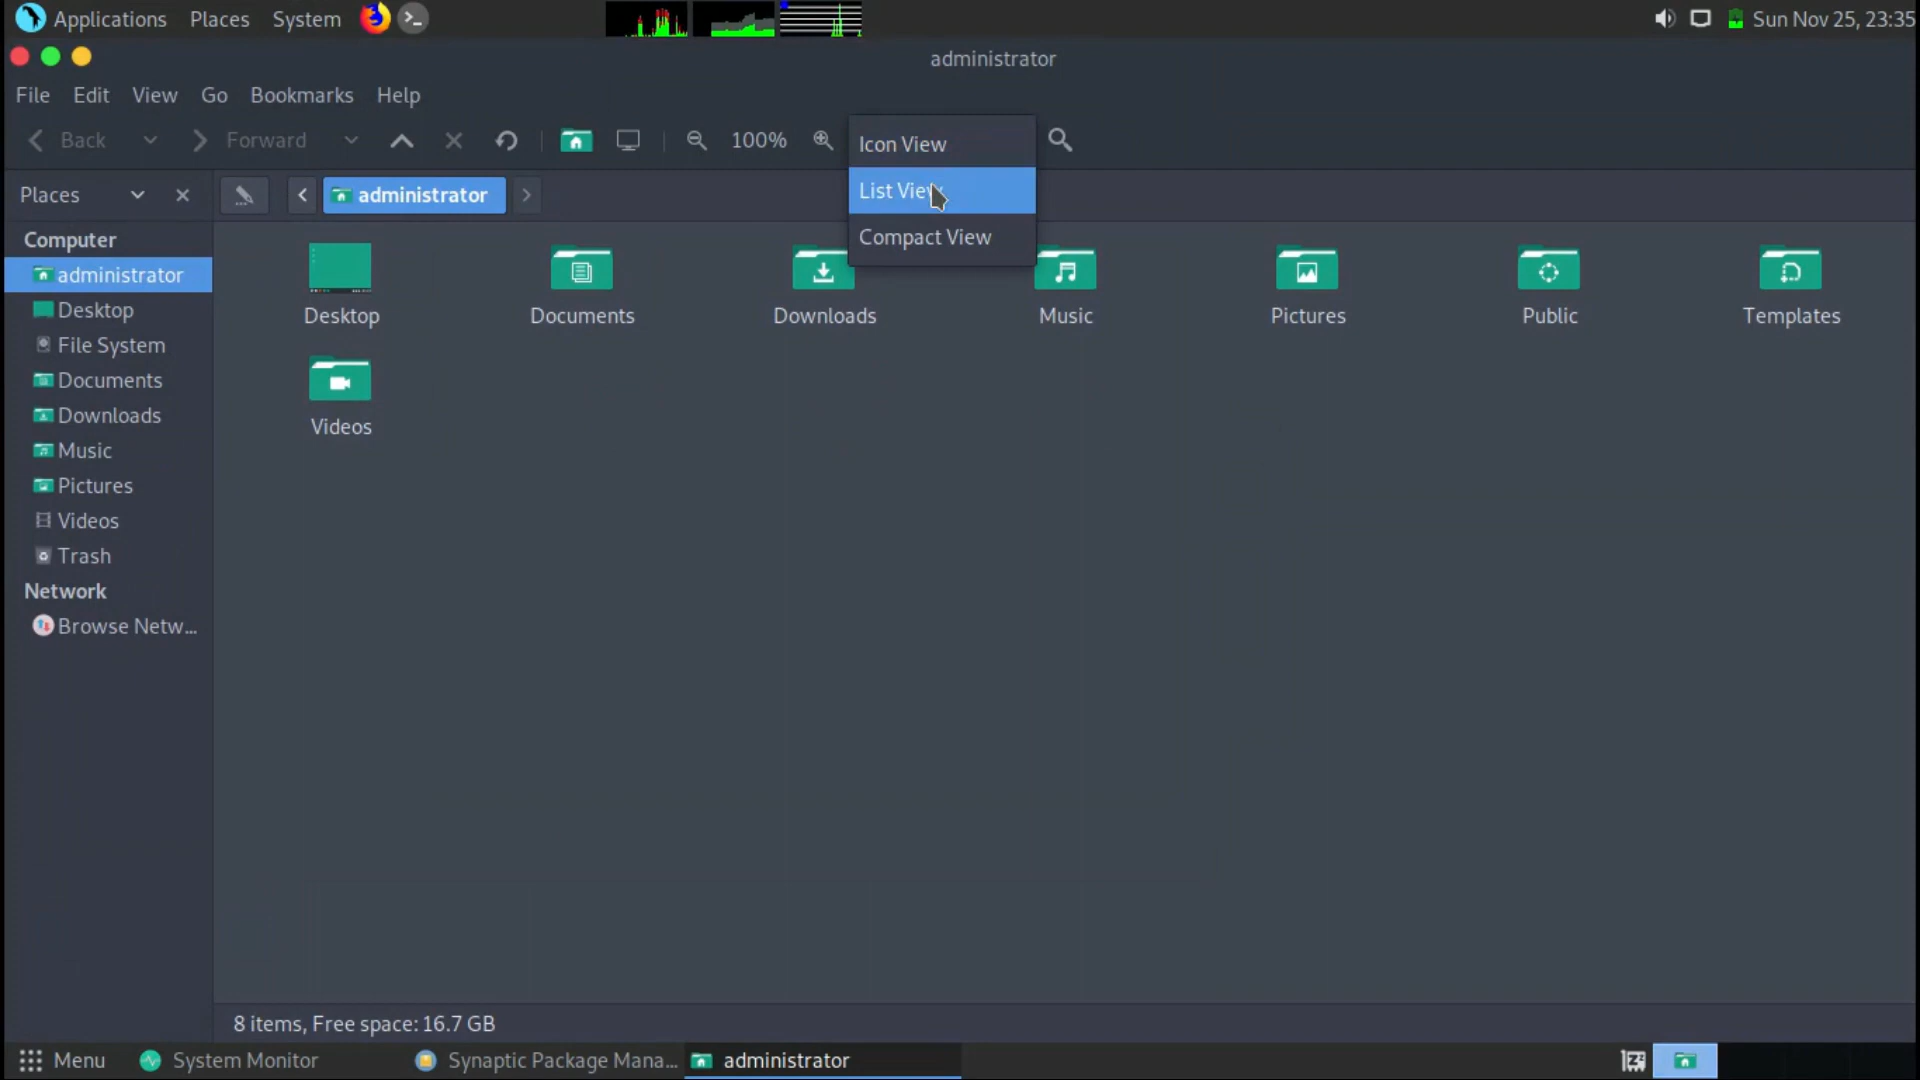 Applications Places System Sun Nov 25, 23:35
administrator
File Edit View Go Bookmarks Help
Back Forward 100%
Icon View
List View
Compact View
Places administrator
Computer
administrator
Desktop
File System
Documents
Downloads
Music
Pictures
Videos
Trash
Network
Browse Netw...
Desktop Documents Downloads Music Pictures Public Templates
Videos
8 items, Free space: 16.7 GB
Menu System Monitor Synaptic Package Mana... administrator